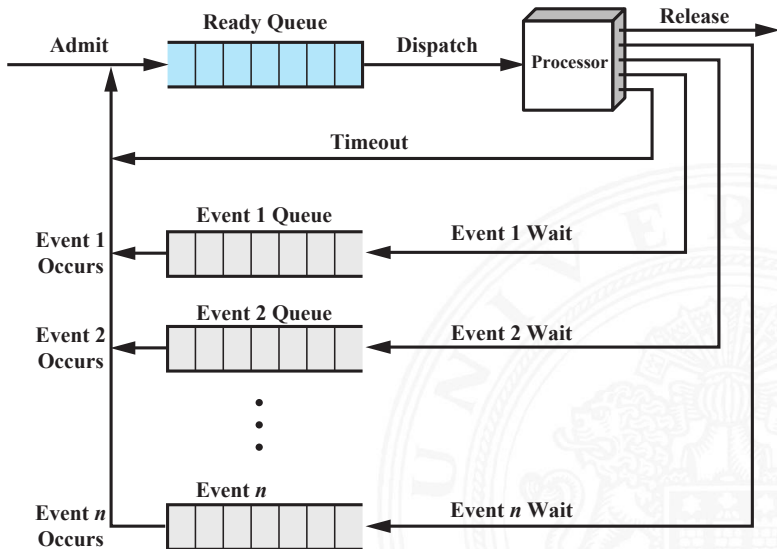 Ready Queue
Release
Admit
Dispatch
Processor
Timeout
Event 1 Queue
Event 1
Occurs
Event 1 Wait
Event 2 Queue
Event 2
Occurs
Event 2 Wait
Event n
Event n
Occurs
Event n Wait
UNIVER